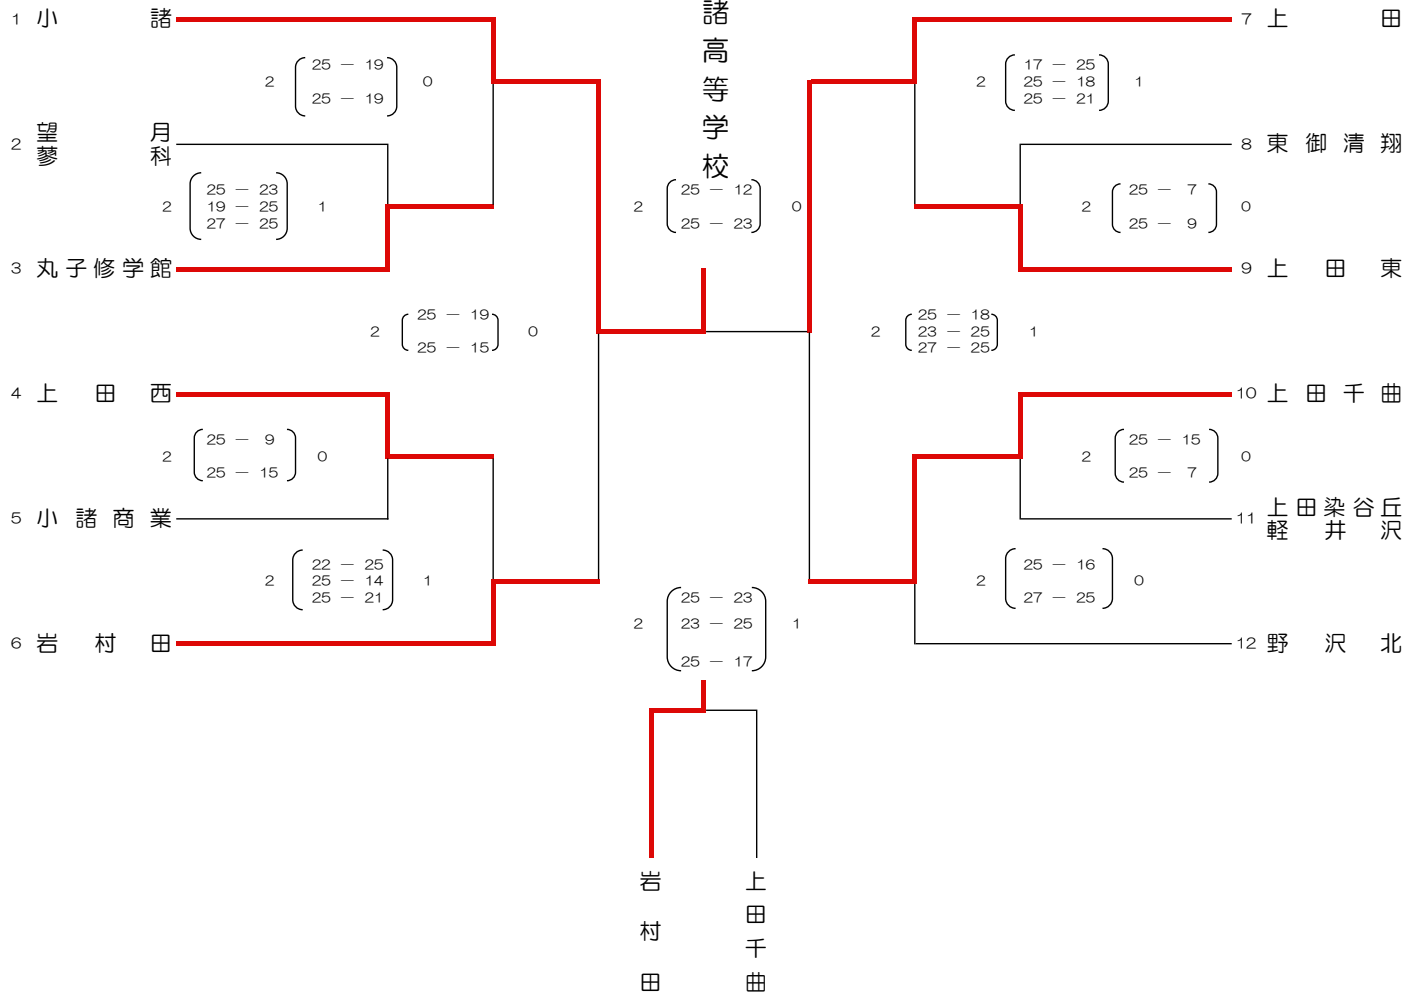 諸高等学校
1 小諸
2 25 － 19 0
25 － 19
2 望月
蓼科
2 25 － 23 1
19 － 25
27 － 25
3 丸子修学館
2 25 － 19 0
25 － 15
4 上田西
2 25 － 9 0
25 － 15
5 小諸商業
2 22 － 25 1
25 － 14
25 － 21
6 岩村田
2 25 － 12 0
25 － 23
7 上田
2 17 － 25 1
25 － 18
25 － 21
8 東御清翔
2 25 － 7 0
25 － 9
9 上田東
2 25 － 18 1
23 － 25
27 － 25
10 上田千曲
2 25 － 15 0
25 － 7
11 上田染谷丘
軽井沢
2 25 － 16 0
27 － 25
12 野沢北
2 25 － 23 1
23 － 25
25 － 17
岩村田
上田千曲